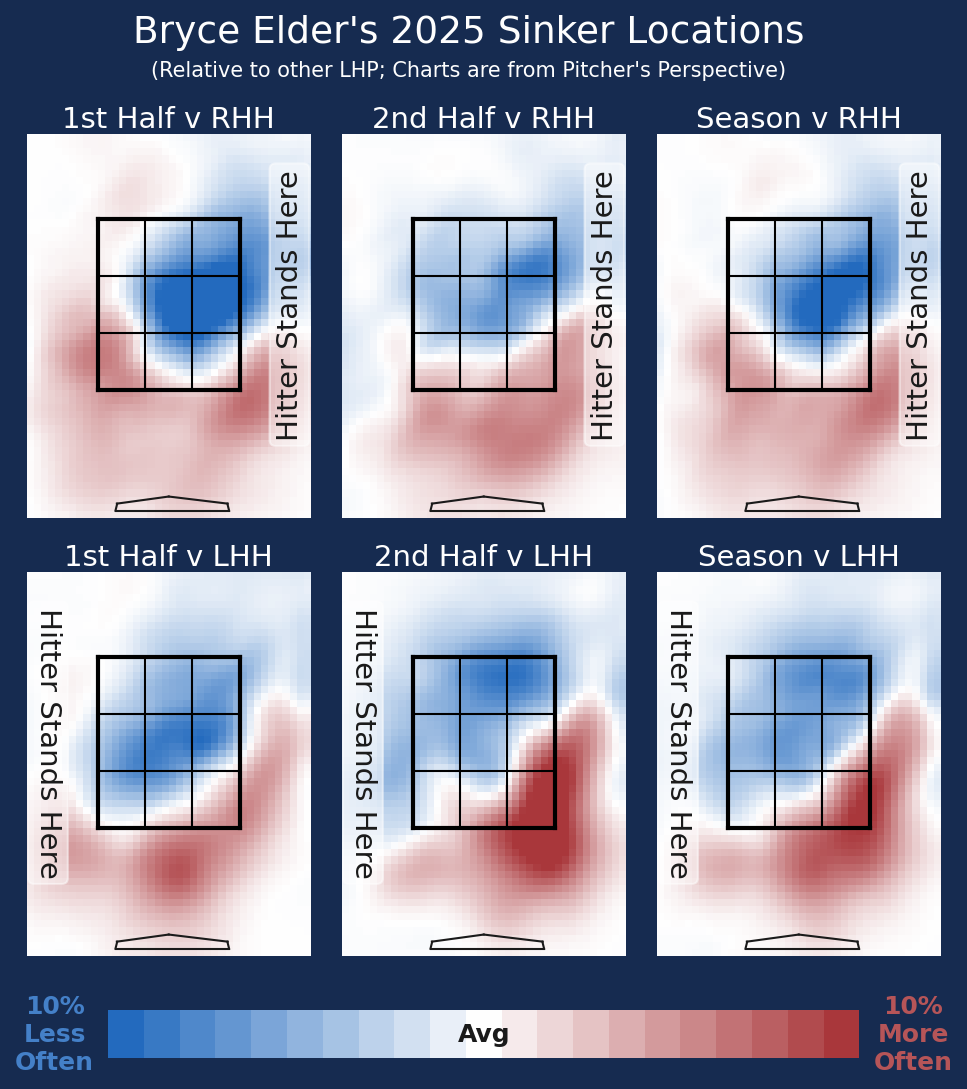 Bryce Elder's 2025 Sinker Locations
(Relative to other LHP; Charts are from Pitcher's Perspective)
1st Half v RHH
2nd Half v RHH
Season v RHH
Hitter Stands Here
Hitter Stands Here
Hitter Stands Here
1st Half v LHH
2nd Half v LHH
Season v LHH
Hitter Stands Here
Hitter Stands Here
Hitter Stands Here
10%
Less
Often
Avg
10%
More
Often